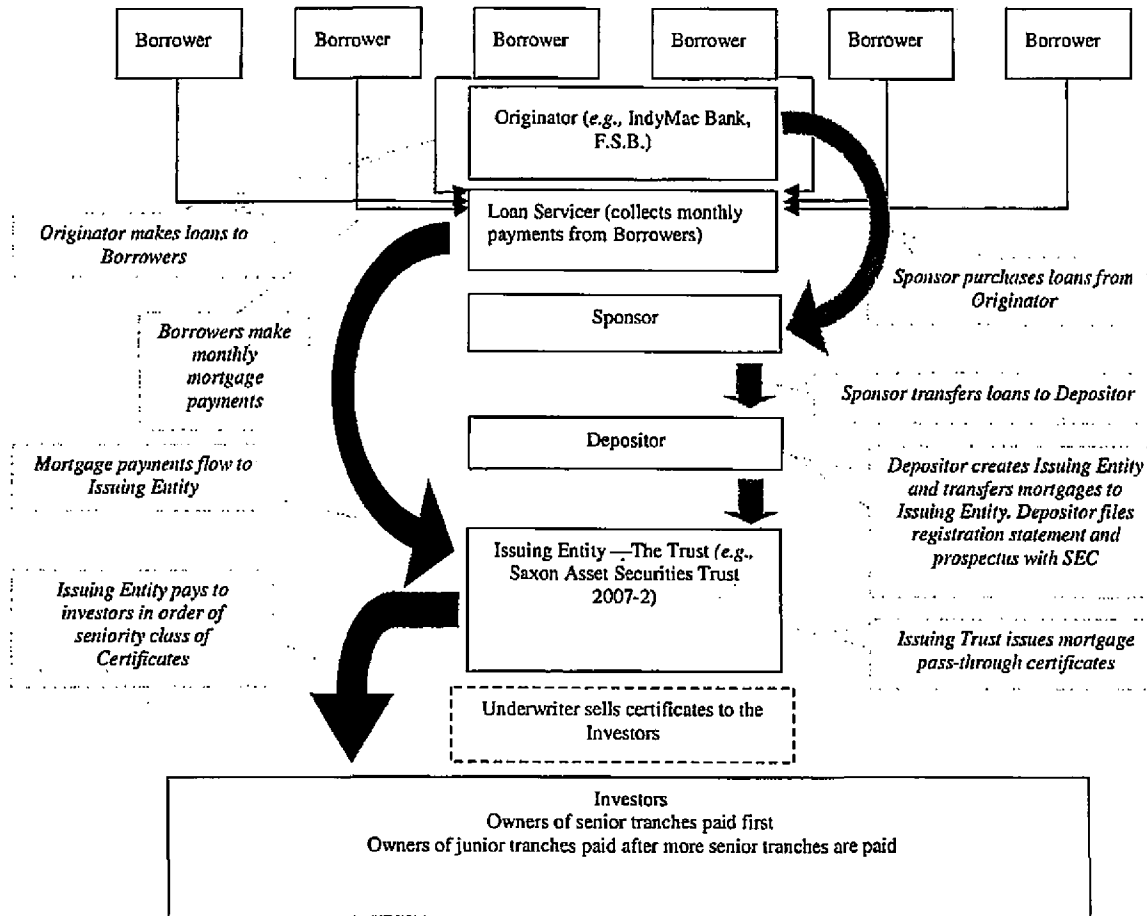 Borrower
Borrower
Borrower
Borrower
Borrower
Borrower
Originator (e.g., IndyMac Bank,
F.S.B.)
Loan Servicer (collects monthly
payments from Borrowers)
Originator makes loans to
Borrowers
Sponsor purchases loans from
Originator
Sponsor
Borrowers make
monthly
mortgage
payments
Sponsor transfers loans to Depositor
Depositor
Mortgage payments flow to
Issuing Entity
Depositor creates Issuing Entity
and transfers mortgages to
Issuing Entity. Depositor files
registration statement and
prospectus with SEC
Issuing Entity —The Trust (e.g.,
Saxon Asset Securities Trust
2007-2)
Issuing Entity pays to
investors in order of
seniority class of
Certificates
Issuing Trust issues mortgage
pass-through certificates
Underwriter sells certificates to the
Investors
Investors
Owners of senior tranches paid first
Owners of junior tranches paid after more senior tranches are paid